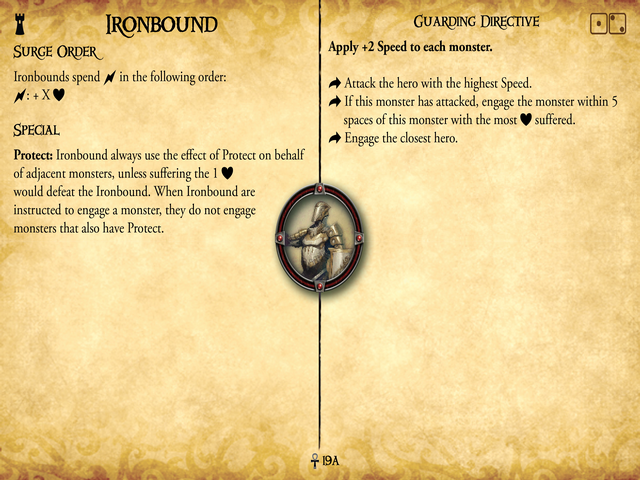 IRONBOUND
SURGE ORDER
Ironbounds spend in the following order:
: + X
SPECIAL
Protect: Ironbound always use the effect of Protect on behalf
of adjacent monsters, unless suffering the 1
would defeat the Ironbound. When Ironbound are
instructed to engage a monster, they do not engage
monsters that also have Protect.
GUARDING DIRECTIVE
Apply +2 Speed to each monster.
Attack the hero with the highest Speed.
If this monster has attacked, engage the monster within 5
spaces of this monster with the most suffered.
Engage the closest hero.
19A